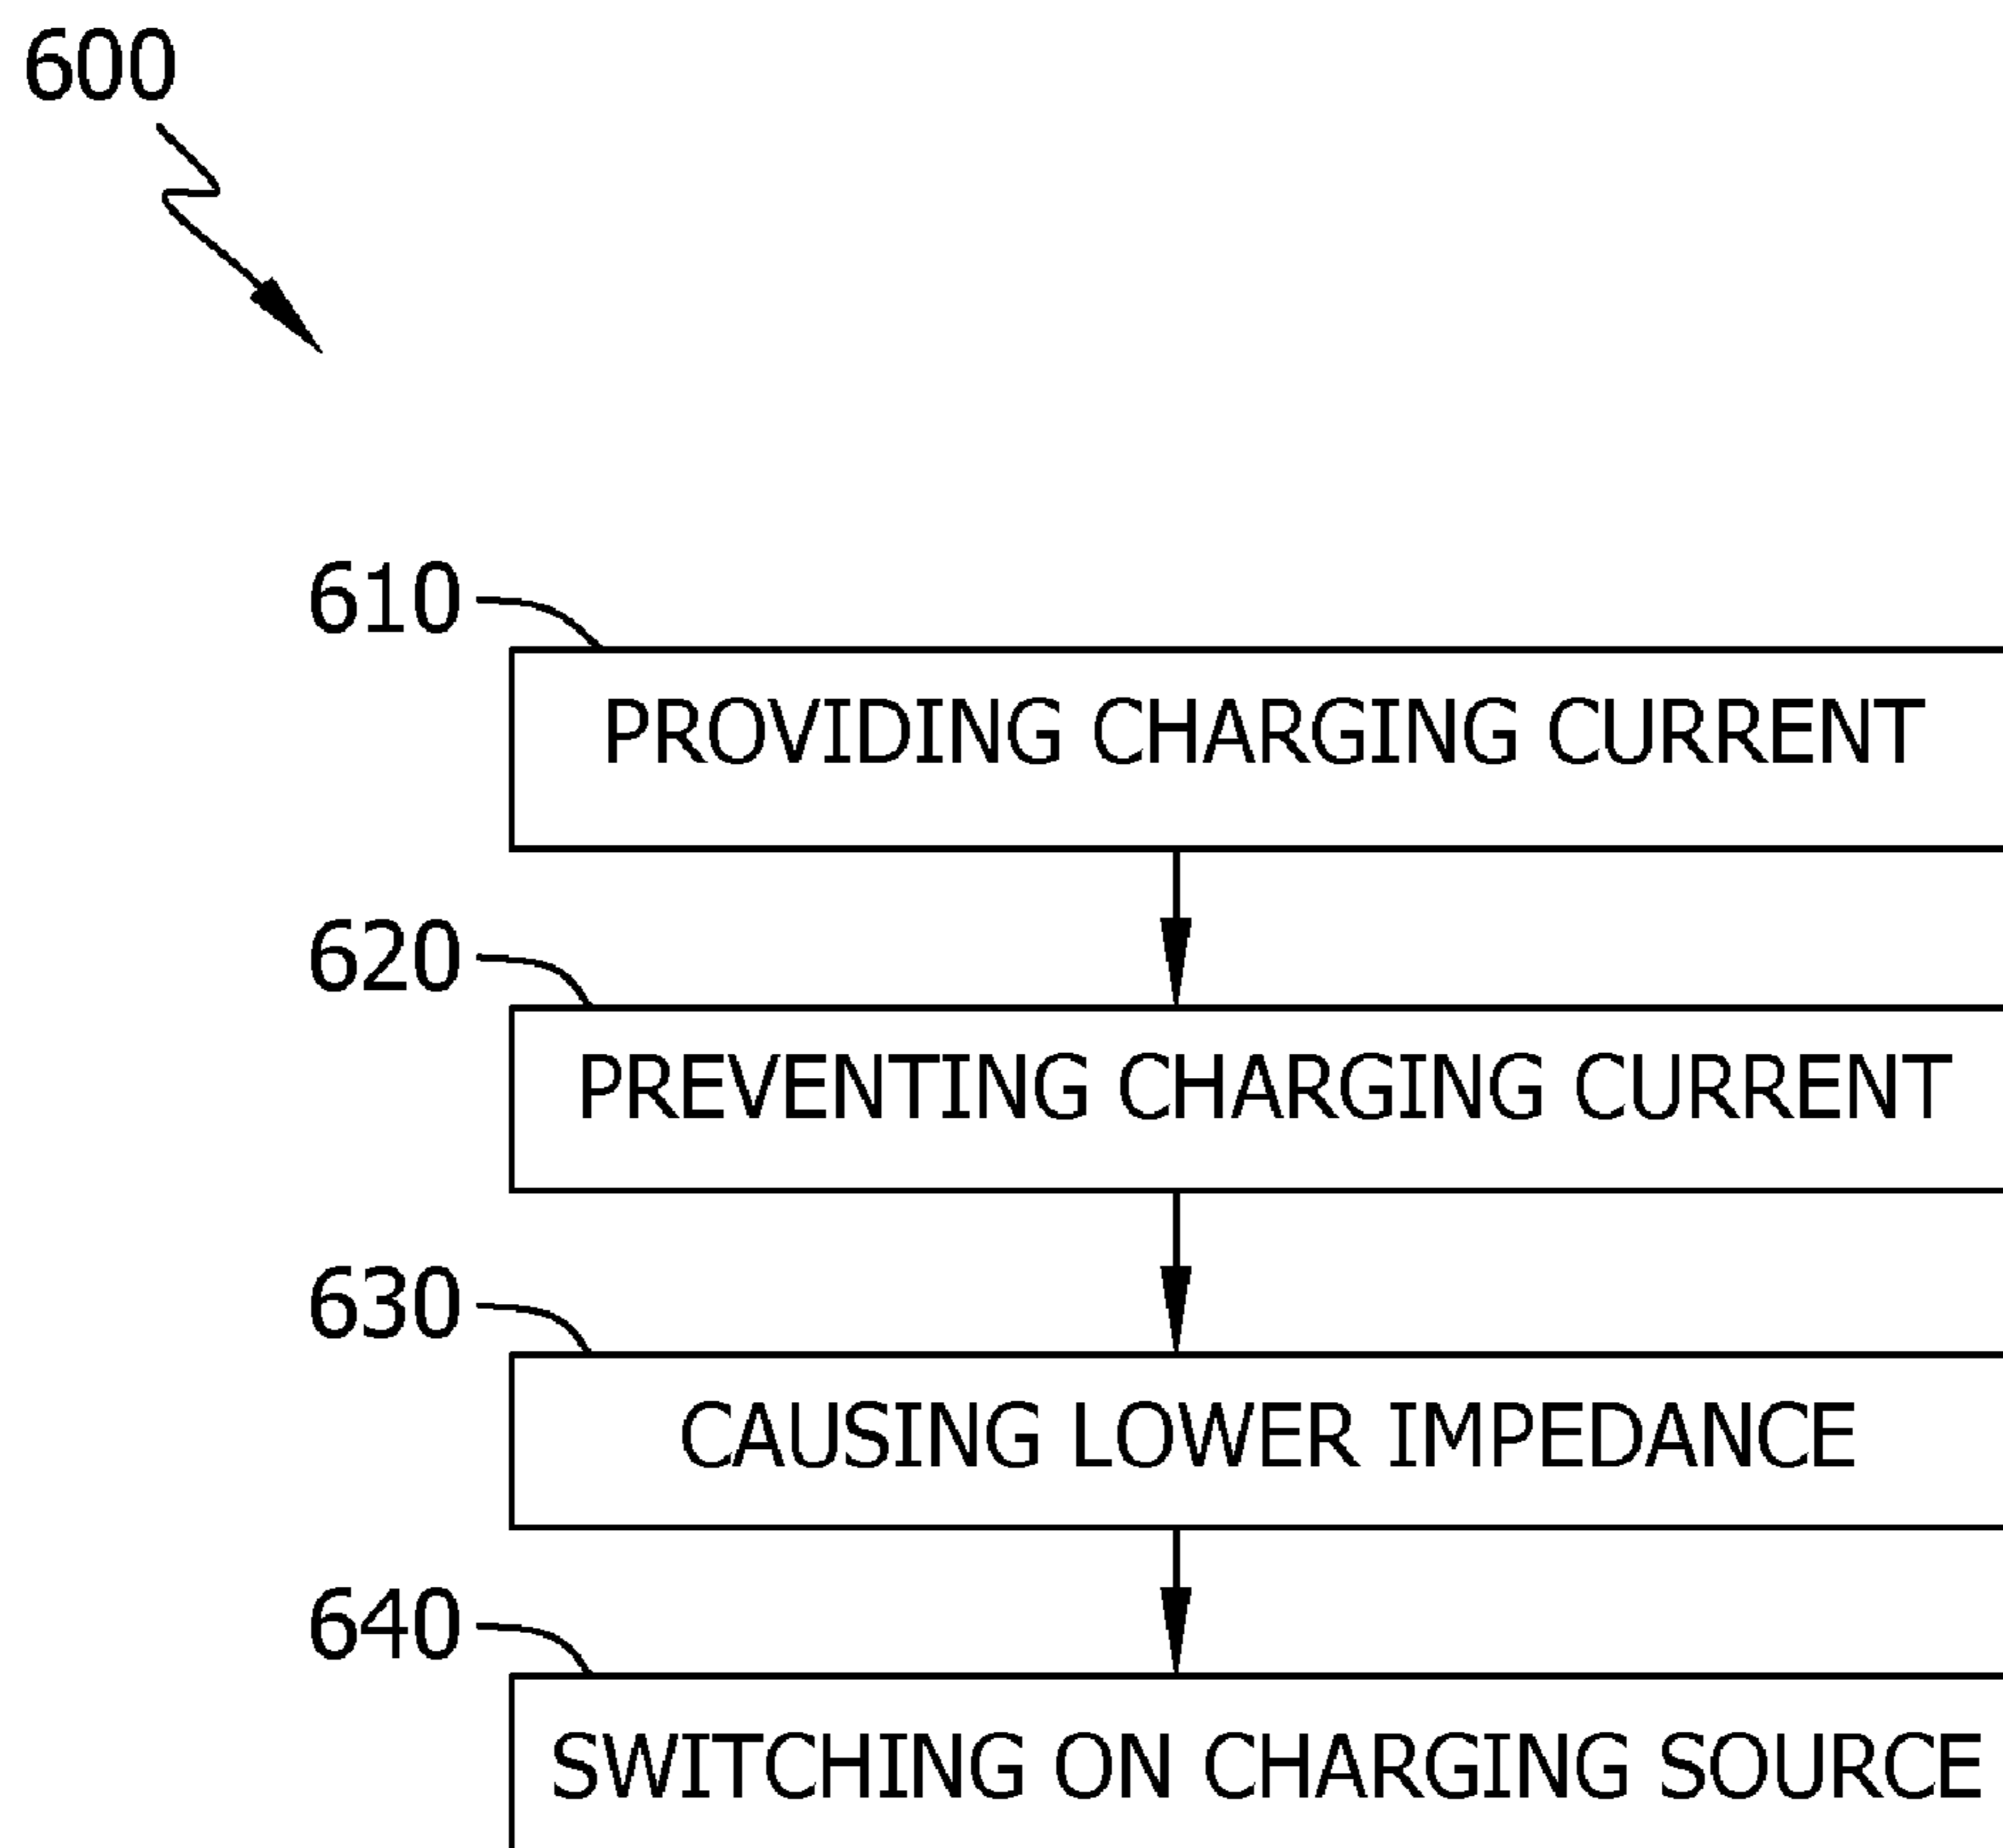 600
610
PROVIDING CHARGING CURRENT
620
PREVENTING CHARGING CURRENT
630
CAUSING LOWER IMPEDANCE
640
SWITCHING ON CHARGING SOURCE